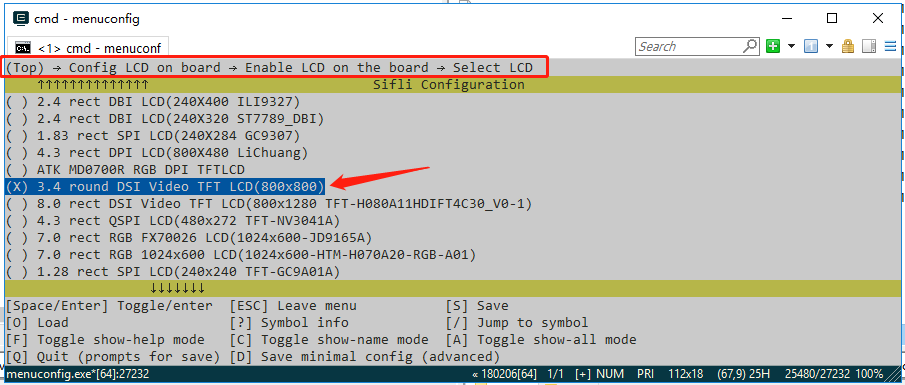 cmd - menuconfig
<1> cmd - menuconf
Search
(Top) → Config LCD on board → Enable LCD on the board → Select LCD
↑↑↑↑↑↑↑↑↑↑↑↑↑↑ Sifli Configuration
( ) 2.4 rect DBI LCD(240X400 ILI9327)
( ) 2.4 rect DBI LCD(240X320 ST7789_DBI)
( ) 1.83 rect SPI LCD(240X284 GC9307)
( ) 4.3 rect DPI LCD(800X480 LiChuang)
( ) ATK MD0700R RGB DPI TFTLCD
(X) 3.4 round DSI Video TFT LCD(800x800)
( ) 8.0 rect DSI Video TFT LCD(800x1280 TFT-H080A11HDIFT4C30_V0-1)
( ) 4.3 rect QSPI LCD(480x272 TFT-NV3041A)
( ) 7.0 rect RGB FX70026 LCD(1024x600-JD9165A)
( ) 7.0 rect RGB 1024x600 LCD(1024x600-HTM-H070A20-RGB-A01)
( ) 1.28 rect SPI LCD(240x240 TFT-GC9A01A)
↓↓↓↓↓↓↓
[Space/Enter] Toggle/enter [ESC] Leave menu [S] Save
[O] Load [?] Symbol info [/] Jump to symbol
[F] Toggle show-help mode [C] Toggle show-name mode [A] Toggle show-all mode
[Q] Quit (prompts for save) [D] Save minimal config (advanced)
menuconfig.exe*[64]:27232 « 180206[64] 1/1 [+] NUM PRI 112x18 (67,9) 25H 25480/27232 100%